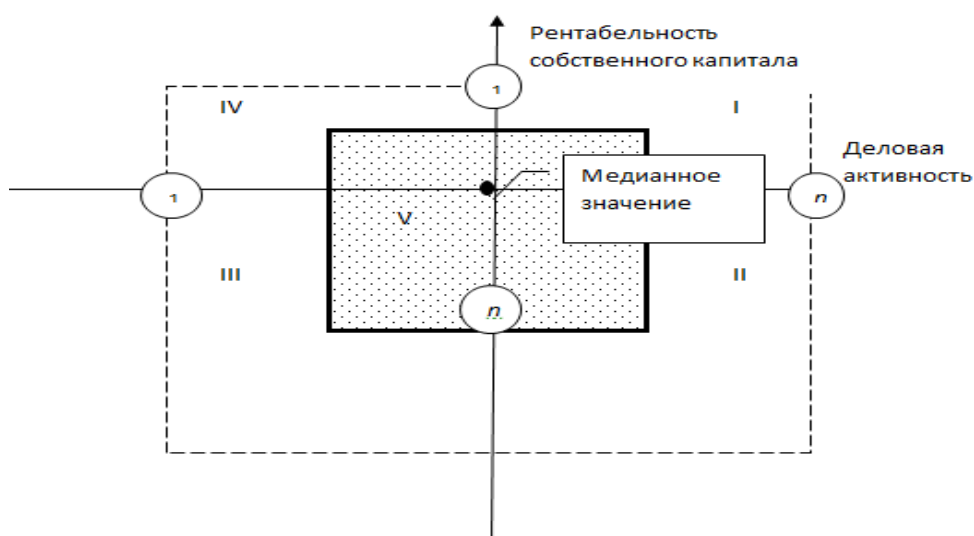 Рентабельность
собственного капитала
1
IV
I
Деловая
активность
Медианное
значение
1
n
V
III
II
n